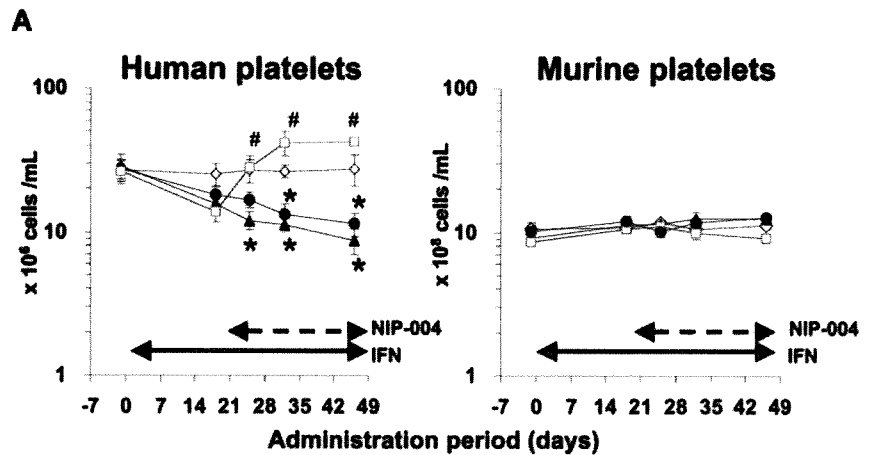 A
Human platelets
Murine platelets
100
10
1
x 10⁶ cells /mL
# # #
* * * * *
NIP-004
IFN
-7 0 7 14 21 28 35 42 49
100
10
1
x 10⁸ cells /mL
NIP-004
IFN
-7 0 7 14 21 28 35 42 49
Administration period (days)